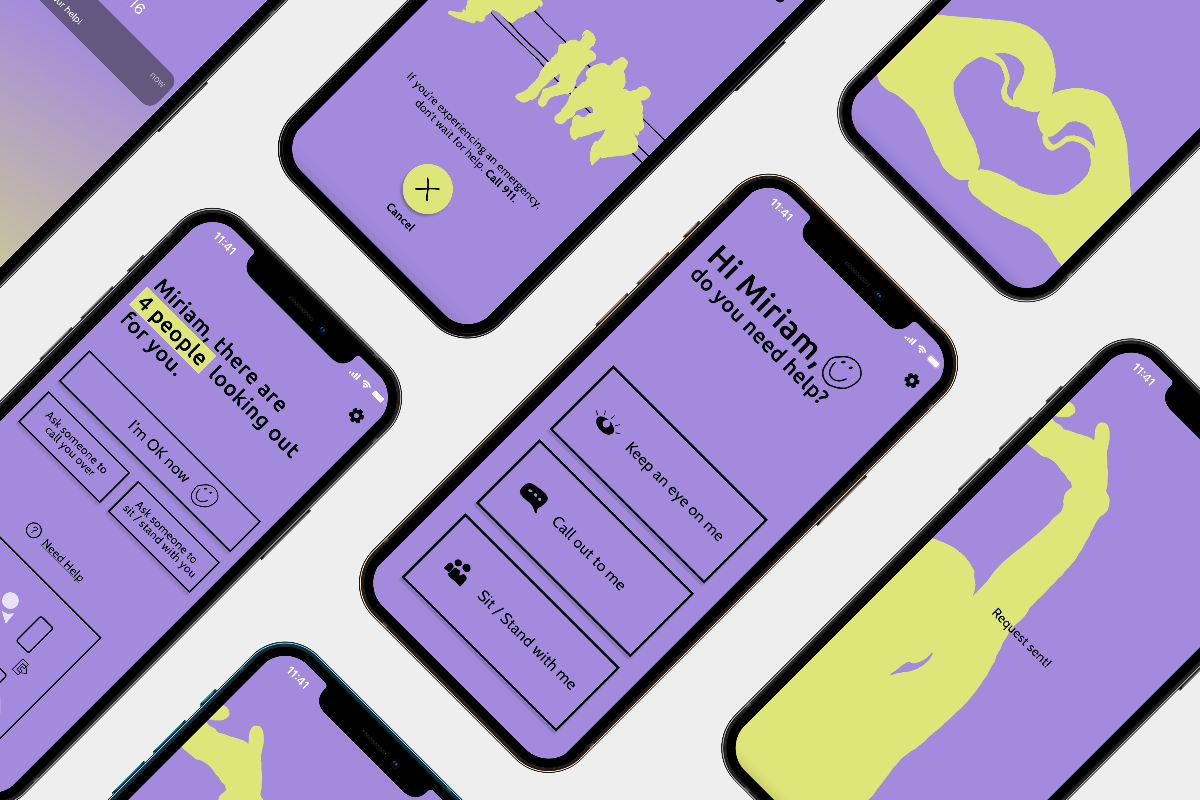 16
our help!
now
If you're experiencing an emergency,
don't wait for help. Call 911.
Cancel
11:41
Miriam, there are
4 people looking out
for you.
I'm OK now
Ask someone to
call you over
Ask someone to
sit / stand with you
?
Need Help
11:41
Hi Miriam,
do you need help?
Keep an eye on me
Call out to me
Sit / Stand with me
11:41
Request sent!
11:41